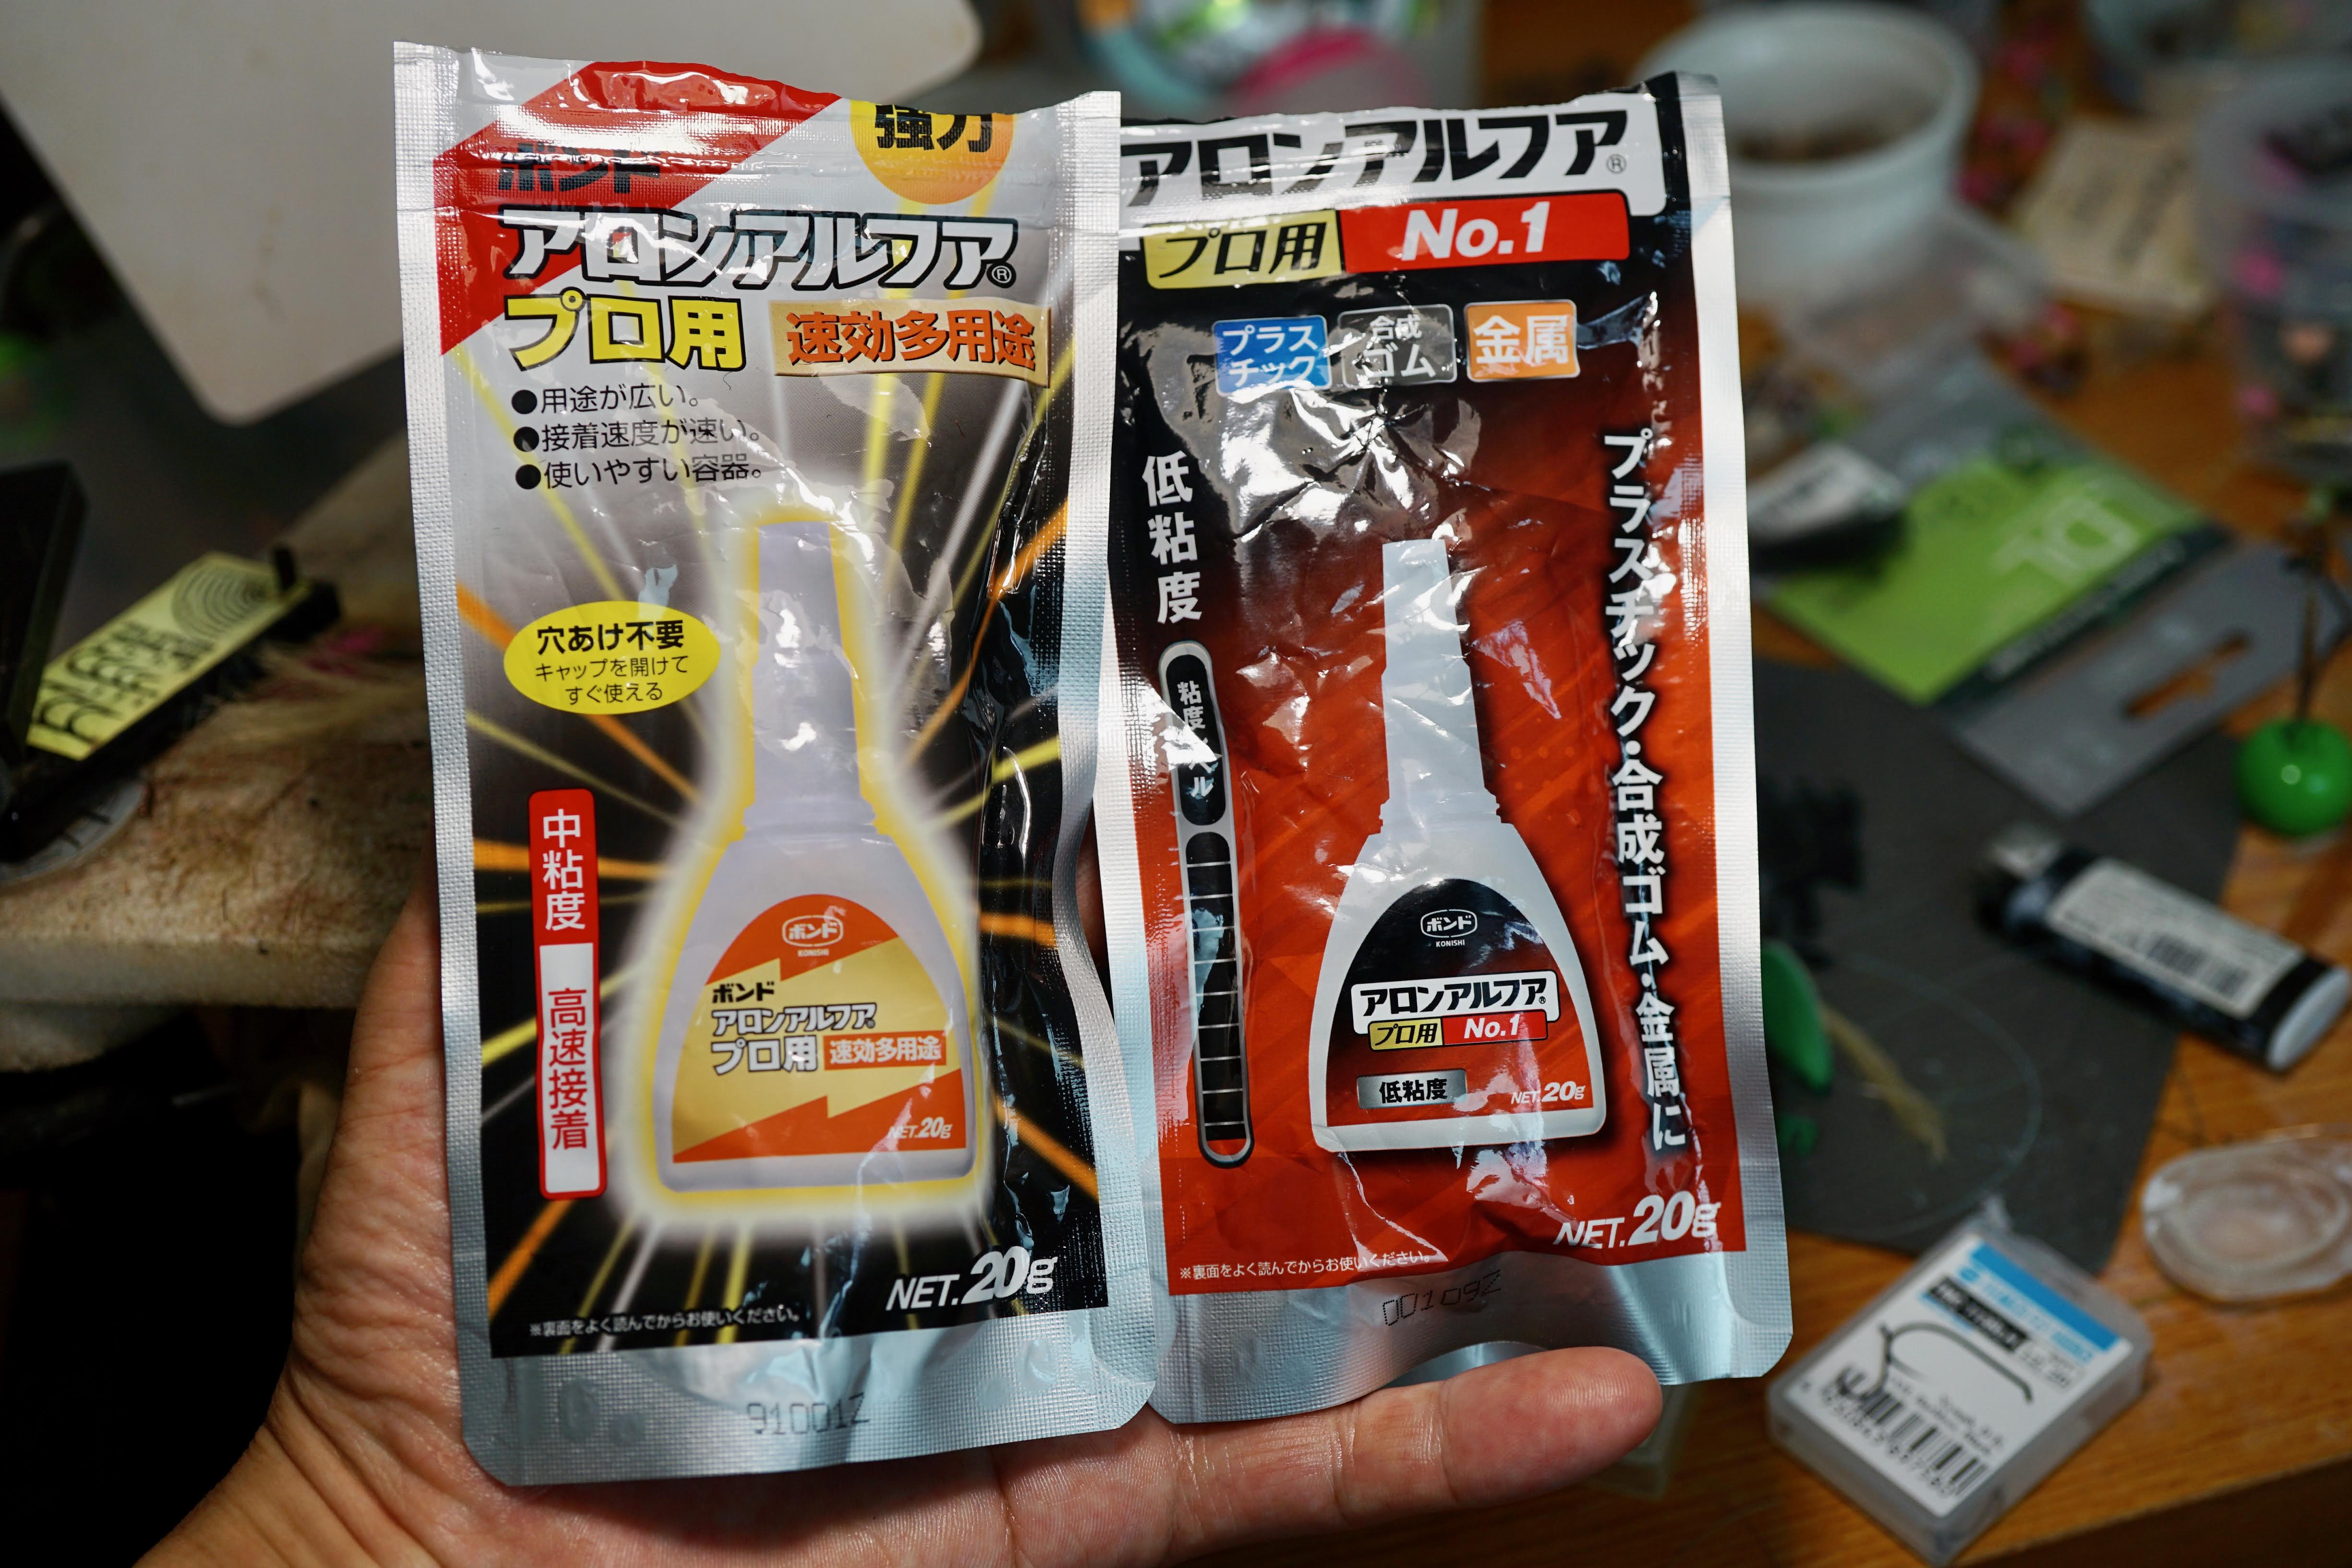 強力
ボンド
アロンアルフア®
プロ用 速効多用途
●用途が広い。
●接着速度が速い。
●使いやすい容器。
穴あけ不要
キャップを開けて
すぐ使える
中粘度
高速接着
ボンド
KONISHI
ボンド
アロンアルフア®
プロ用 速効多用途
NET.20g
NET.20g
※裏面をよく読んでからお使いください。
91001Z
アロンアルフア®
プロ用 No.1
プラス
チック
合成
ゴム
金属
低粘度
プラスチック・合成ゴム・金属に
ボンド
KONISHI
アロンアルフア®
プロ用 No.1
低粘度
NET.20g
NET.20g
※裏面をよく読んでからお使いください。
00109Z